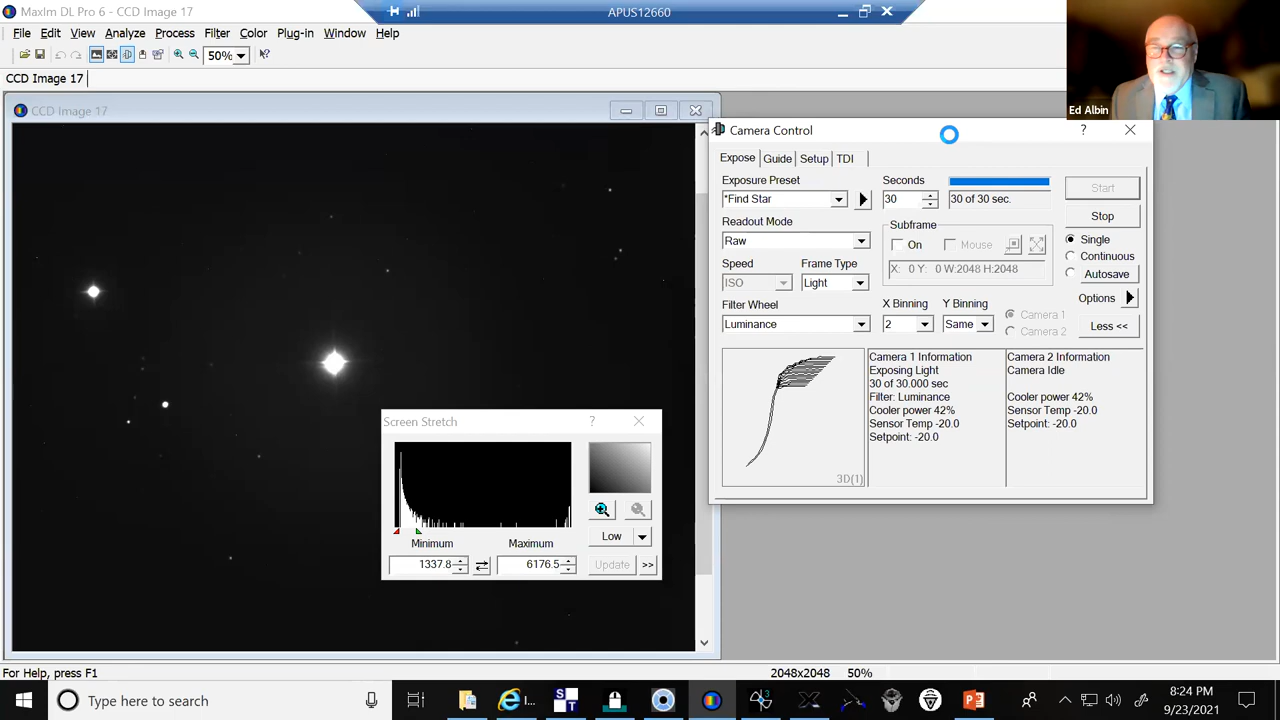 MaxIm DL Pro 6 - CCD Image 17
APUS12660
File Edit View Analyze Process Filter Color Plug-in Window Help
50%
CCD Image 17
CCD Image 17
Ed Albin
Camera Control
?
Expose Guide Setup TDI
Exposure Preset
*Find Star
Seconds
30
30 of 30 sec.
Start
Stop
Readout Mode
Raw
Subframe
On
Mouse
X: 0 Y: 0 W:2048 H:2048
Single
Continuous
Autosave
Speed
ISO
Frame Type
Light
Options
Filter Wheel
Luminance
X Binning
2
Y Binning
Same
Camera 1
Camera 2
Less <<
3D(1)
Camera 1 Information
Exposing Light
30 of 30.000 sec
Filter: Luminance
Cooler power 42%
Sensor Temp -20.0
Setpoint: -20.0
Camera 2 Information
Camera Idle
Cooler power 42%
Sensor Temp -20.0
Setpoint: -20.0
Screen Stretch
?
Low
Minimum
Maximum
1337.8
6176.5
Update
>>
For Help, press F1
2048x2048 50%
Type here to search
8:24 PM
9/23/2021